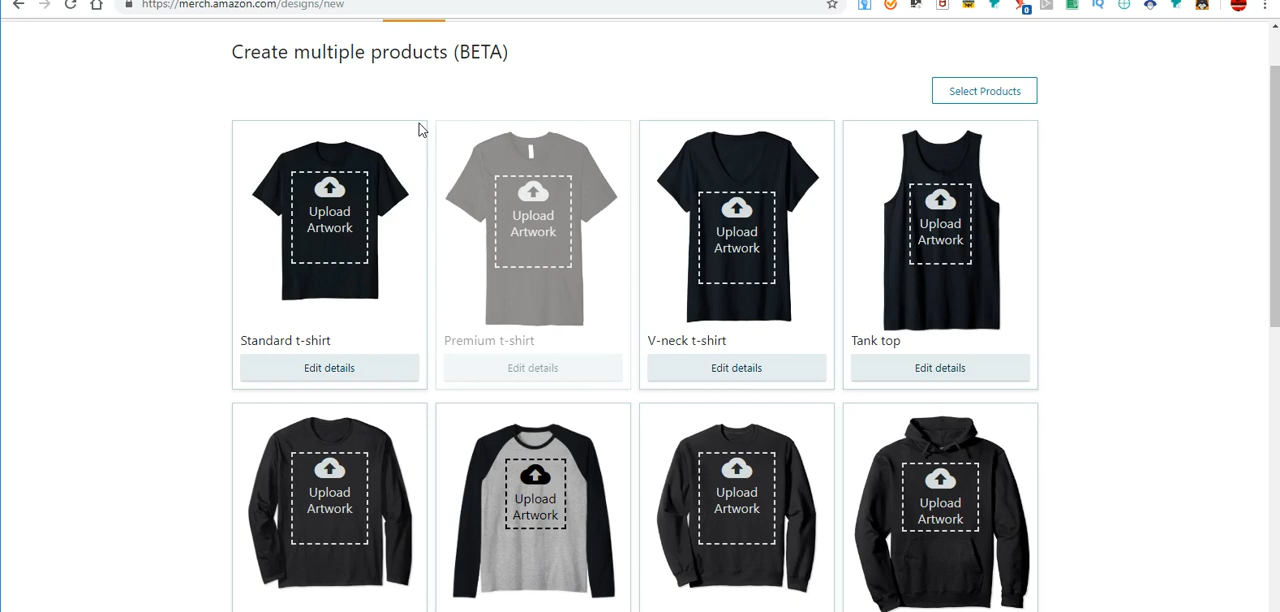 https://merch.amazon.com/designs/new
0
IQ
Create multiple products (BETA)
Select Products
Upload
Artwork
Upload
Artwork
Upload
Artwork
Upload
Artwork
Standard t-shirt
Premium t-shirt
V-neck t-shirt
Tank top
Edit details
Edit details
Edit details
Edit details
Upload
Artwork
Upload
Artwork
Upload
Artwork
Upload
Artwork